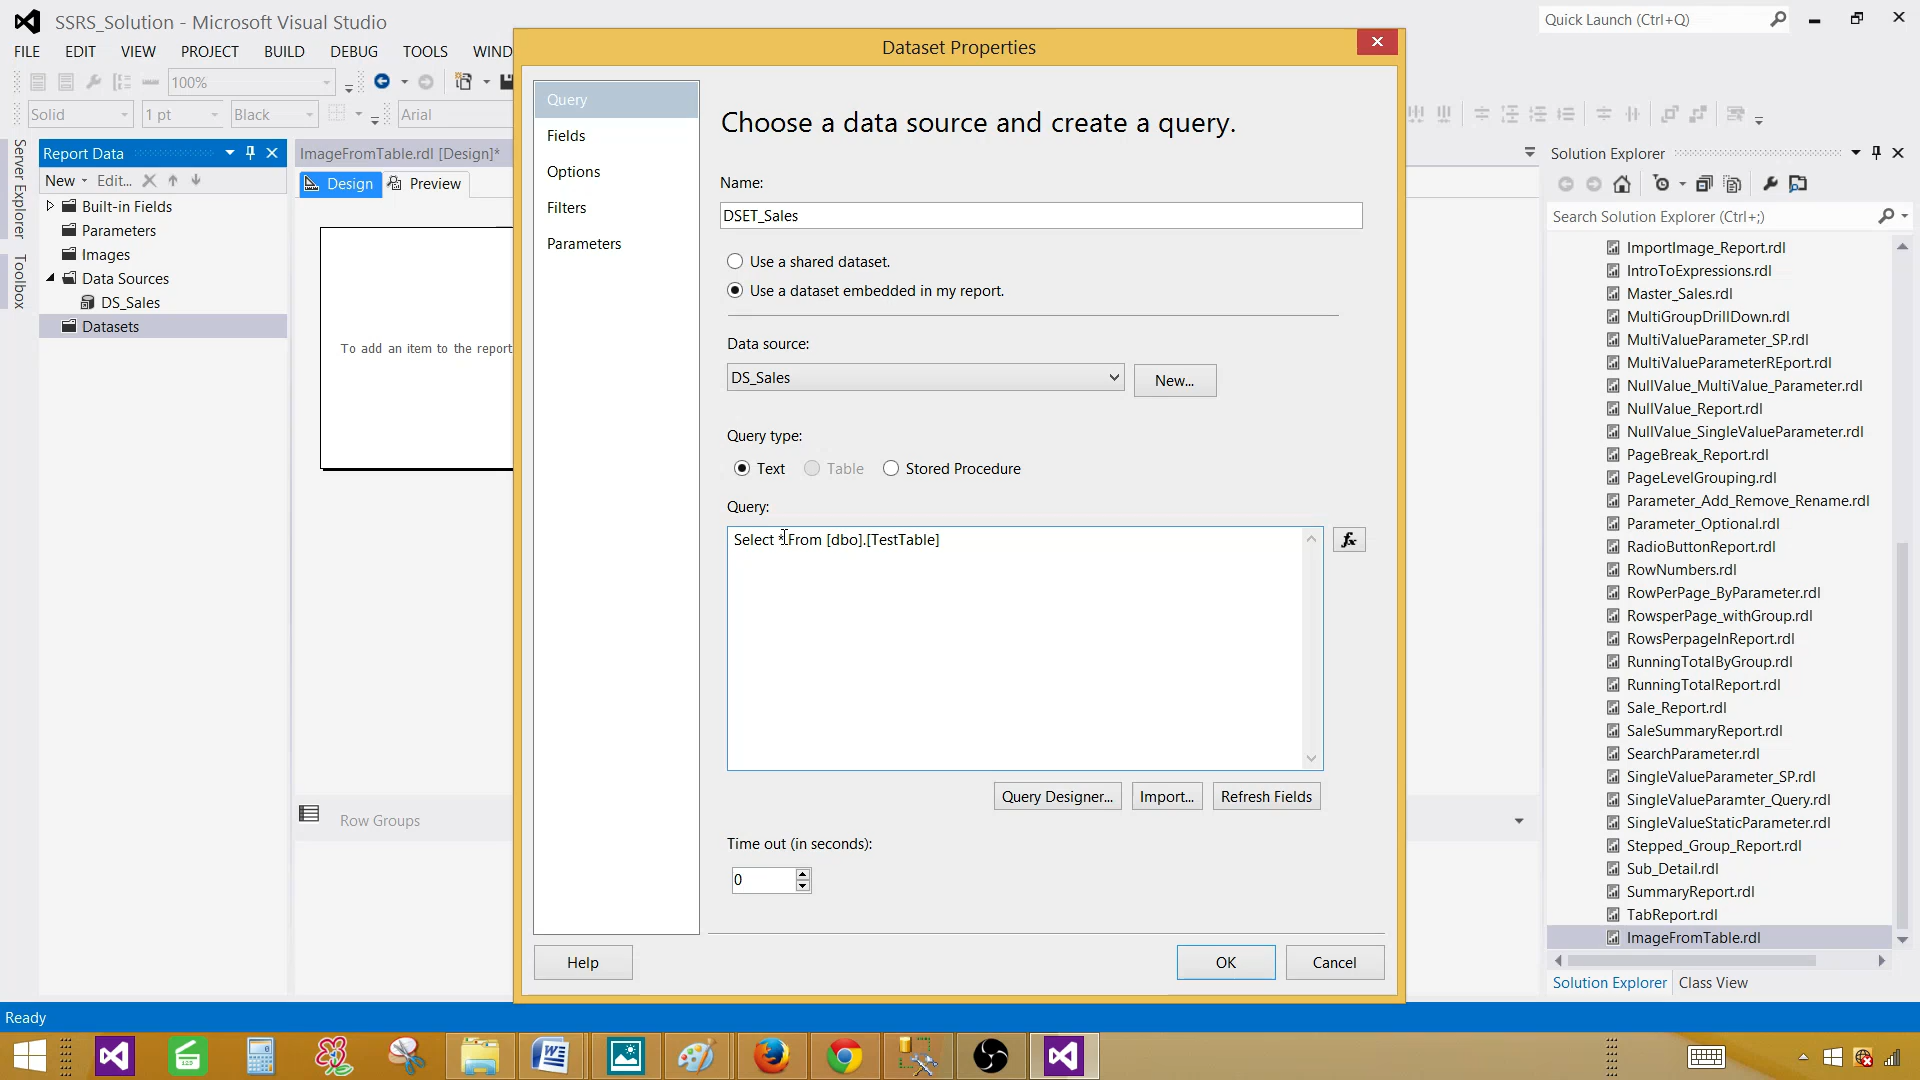 SSRS_Solution - Microsoft Visual Studio
Quick Launch (Ctrl+Q)
FILE EDIT VIEW PROJECT BUILD DEBUG TOOLS WIND
100%
Solid 1 pt Black Arial
Server Explorer
Toolbox
Report Data
New Edit...
Built-in Fields
Parameters
Images
Data Sources
DS_Sales
Datasets
ImageFromTable.rdl [Design]*
Design Preview
To add an item to the report
Row Groups
Dataset Properties
Query
Fields
Options
Filters
Parameters
Choose a data source and create a query.
Name:
DSET_Sales
Use a shared dataset.
Use a dataset embedded in my report.
Data source:
DS_Sales
New...
Query type:
Text Table Stored Procedure
Query:
Select * From [dbo].[TestTable]
fx
Query Designer... Import... Refresh Fields
Time out (in seconds):
0
Help OK Cancel
Solution Explorer
Search Solution Explorer (Ctrl+;)
ImportImage_Report.rdl
IntroToExpressions.rdl
Master_Sales.rdl
MultiGroupDrillDown.rdl
MultiValueParameter_SP.rdl
MultiValueParameterREport.rdl
NullValue_MultiValue_Parameter.rdl
NullValue_Report.rdl
NullValue_SingleValueParameter.rdl
PageBreak_Report.rdl
PageLevelGrouping.rdl
Parameter_Add_Remove_Rename.rdl
Parameter_Optional.rdl
RadioButtonReport.rdl
RowNumbers.rdl
RowPerPage_ByParameter.rdl
RowsperPage_withGroup.rdl
RowsPerpageInReport.rdl
RunningTotalByGroup.rdl
RunningTotalReport.rdl
Sale_Report.rdl
SaleSummaryReport.rdl
SearchParameter.rdl
SingleValueParameter_SP.rdl
SingleValueParamter_Query.rdl
SingleValueStaticParameter.rdl
Stepped_Group_Report.rdl
Sub_Detail.rdl
SummaryReport.rdl
TabReport.rdl
ImageFromTable.rdl
Solution Explorer Class View
Ready